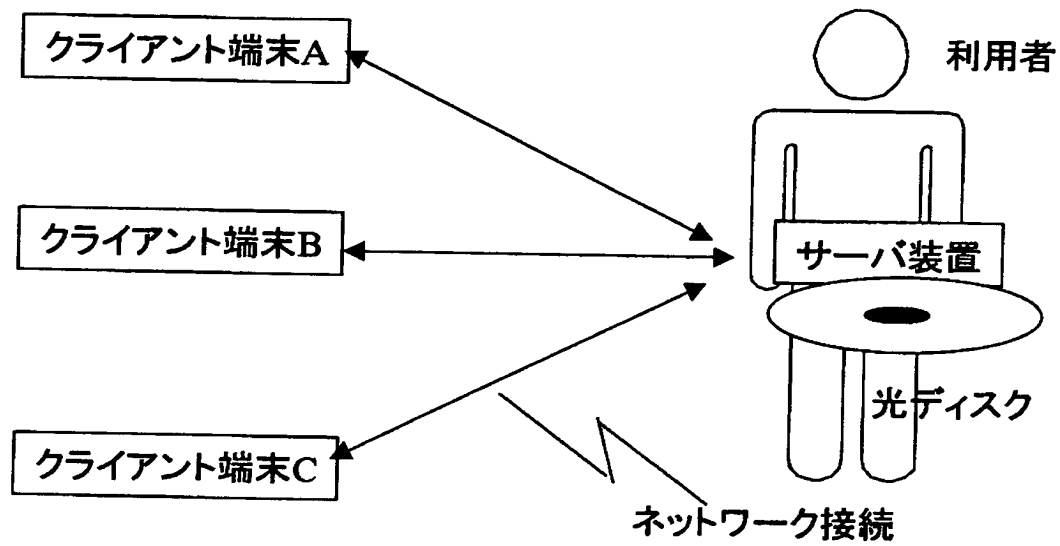 クライアント端末A
利用者
クライアント端末B
サーバ装置
光ディスク
クライアント端末C
ネットワーク接続